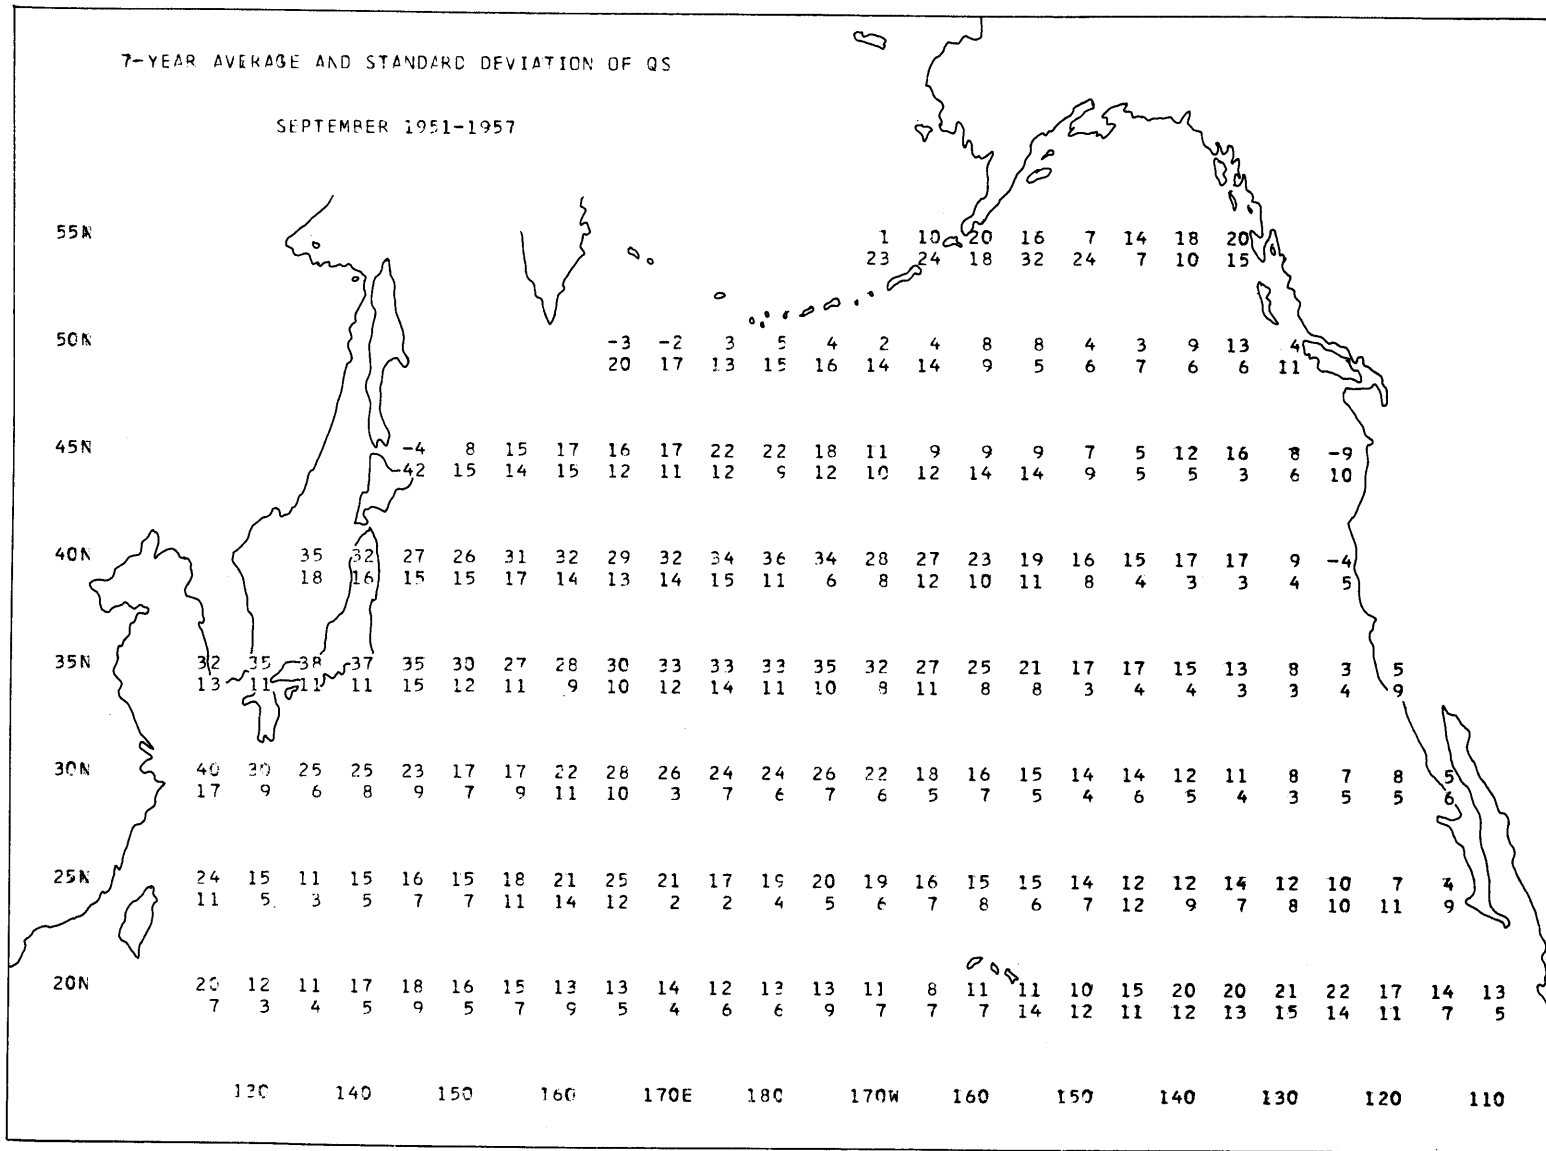 7-YEAR AVERAGE AND STANDARD DEVIATION OF QS
SEPTEMBER 1951-1957
55N 1 10 20 16 7 14 18 20
23 24 18 32 24 7 10 15
50N -3 -2 3 5 4 2 4 8 8 4 3 9 13 4
20 17 13 15 16 14 14 9 5 6 7 6 6 11
45N -4 8 15 17 16 17 22 22 18 11 9 9 9 7 5 12 16 8 -9
42 15 14 15 12 11 12 9 12 10 12 14 14 9 5 5 3 6 10
40N 35 32 27 26 31 32 29 32 34 36 34 28 27 23 19 16 15 17 17 9 -4
18 16 15 15 17 14 13 14 15 11 6 8 12 10 11 8 4 3 3 4 5
35N 32 35 38 37 35 30 27 28 30 33 33 33 35 32 27 25 21 17 17 15 13 8 3 5
13 11 11 11 15 12 11 9 10 12 14 11 10 8 11 8 8 3 4 4 3 3 4 9
30N 40 30 25 25 23 17 17 22 28 26 24 24 26 22 18 16 15 14 14 12 11 8 7 8 5
17 9 6 8 9 7 9 11 10 3 7 6 7 6 5 7 5 4 6 5 4 3 5 5 6
25N 24 15 11 15 16 15 18 21 25 21 17 19 20 19 16 15 15 14 12 12 14 12 10 7 4
11 5 3 5 7 7 11 14 12 2 2 4 5 6 7 8 6 7 12 9 7 8 10 11 9
20N 20 12 11 17 18 16 15 13 13 14 12 13 13 11 8 11 11 10 15 20 20 21 22 17 14 13
7 3 4 5 9 5 7 9 5 4 6 6 9 7 7 7 14 12 11 12 13 15 14 11 7 5
130 140 150 160 170E 180 170W 160 150 140 130 120 110